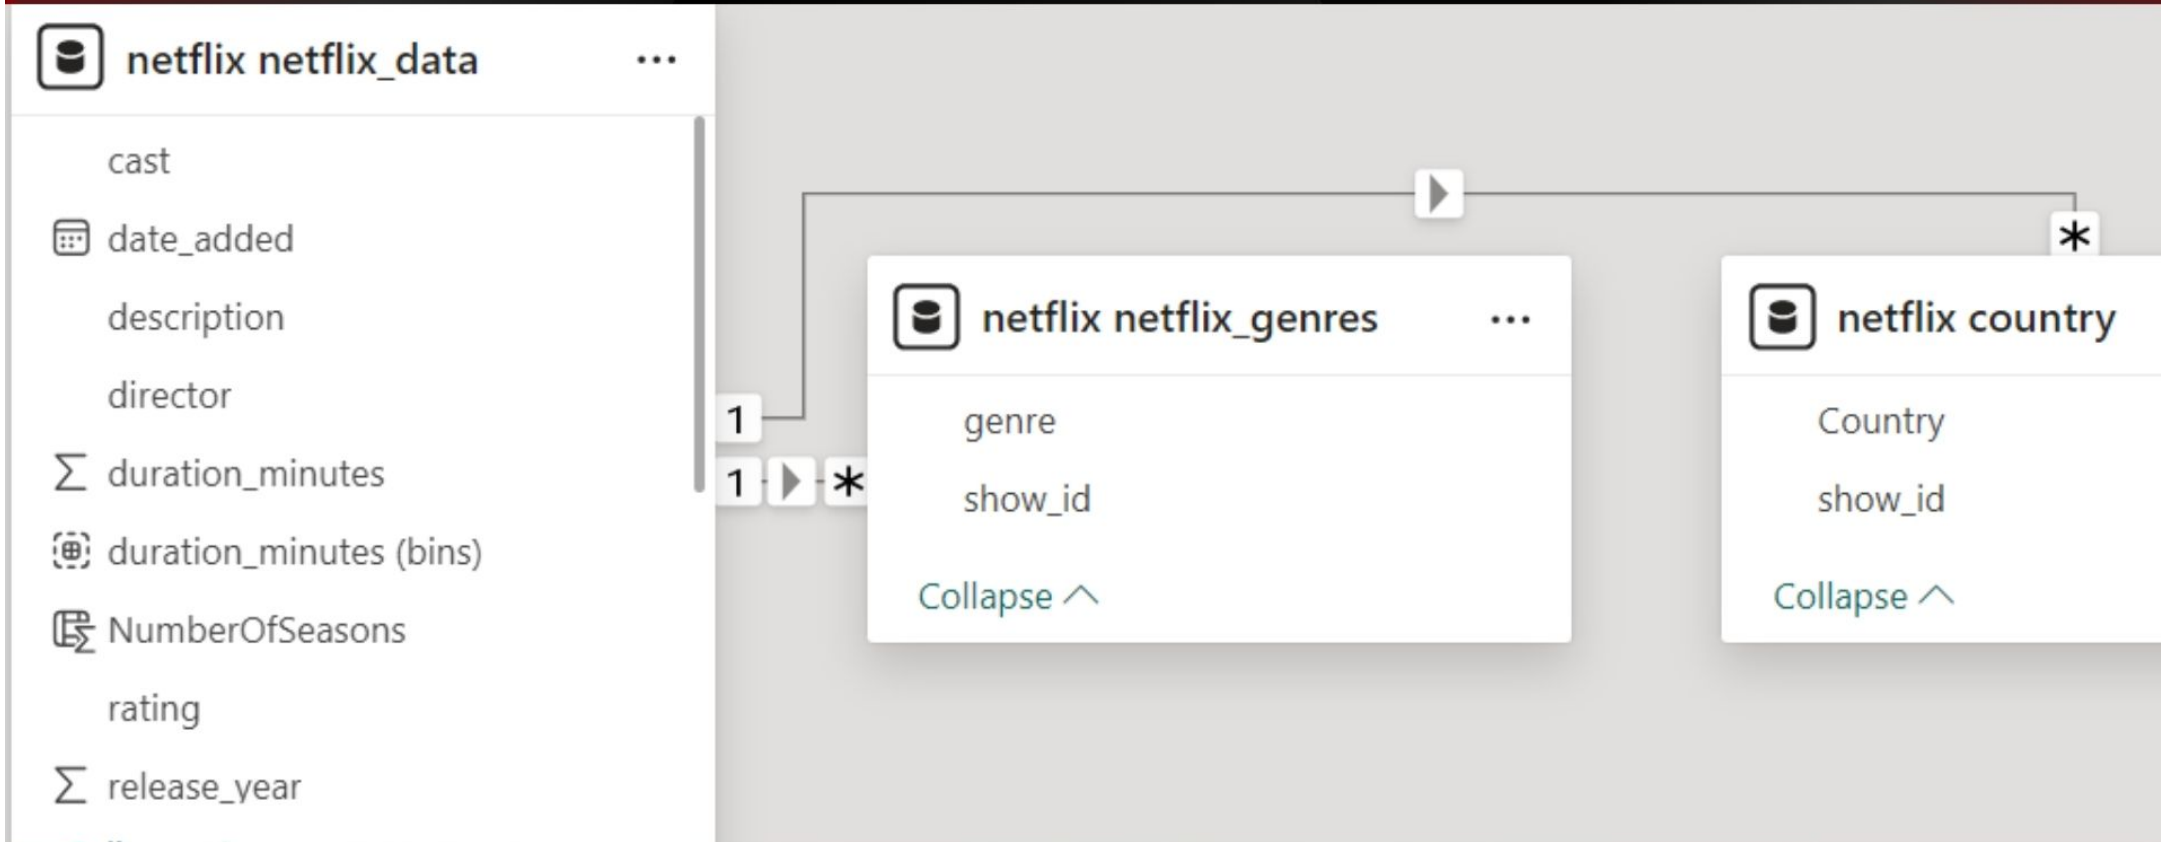 netflix netflix_data
cast
date_added
description
director
duration_minutes
duration_minutes (bins)
NumberOfSeasons
rating
release_year
1
1
*
*
netflix netflix_genres
genre
show_id
Collapse
netflix country
Country
show_id
Collapse